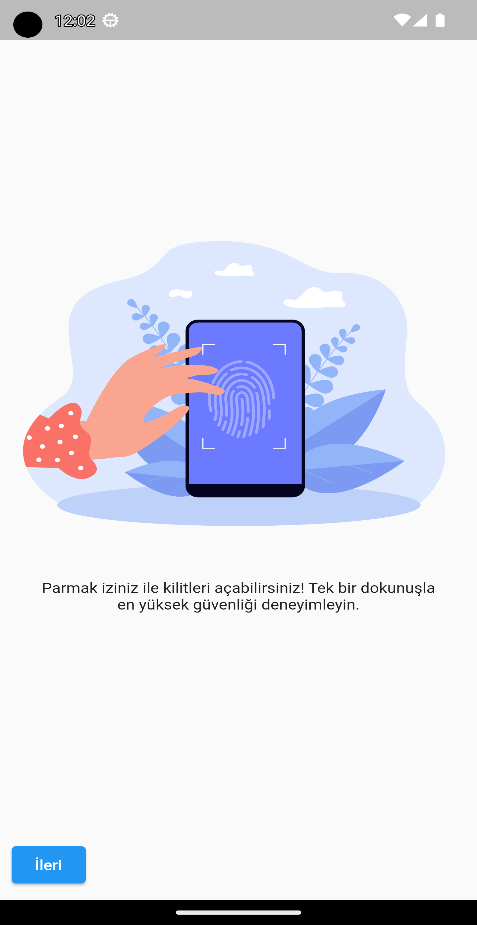 12:02
Parmak iziniz ile kilitleri açabilirsiniz! Tek bir dokunuşla
en yüksek güvenliği deneyimleyin.
İleri